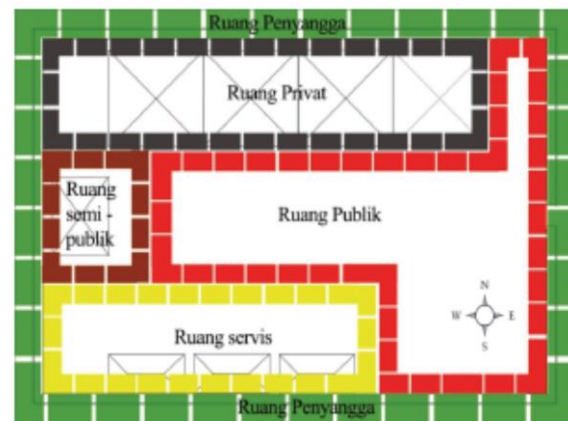 Ruang Penyangga
Ruang Privat
Ruang
semi -
publik
Ruang Publik
N
W
E
S
Ruang servis
Ruang Penyangga